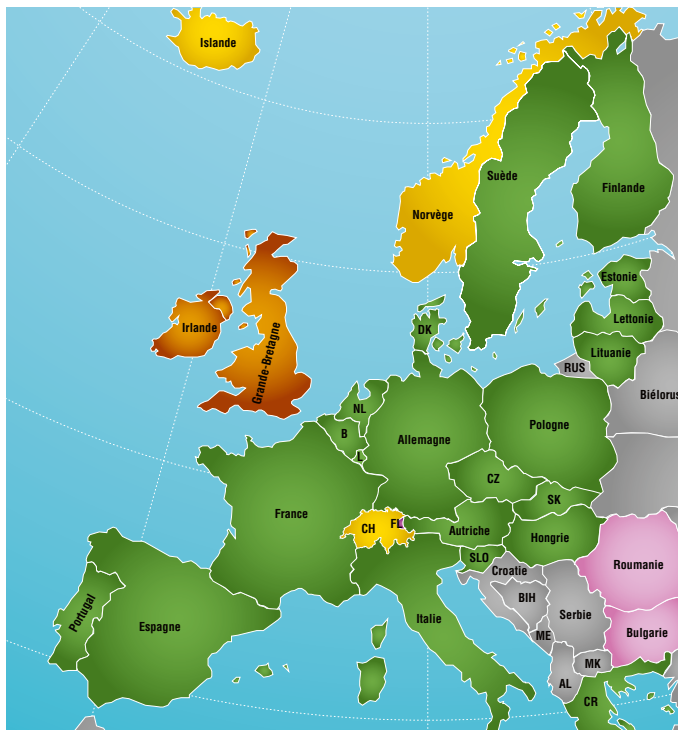 Islande
Suède
Finlande
Norvège
Estonie
Lettonie
Irlande
DK
Lituanie
Grande-Bretagne
RUS
Biélorus
NL
B
Allemagne
Pologne
L
CZ
SK
France
CH
FL
Autriche
Hongrie
SLO
Croatie
Roumanie
BIH
Serbie
Portugal
Espagne
Italie
ME
Bulgarie
MK
AL
CR